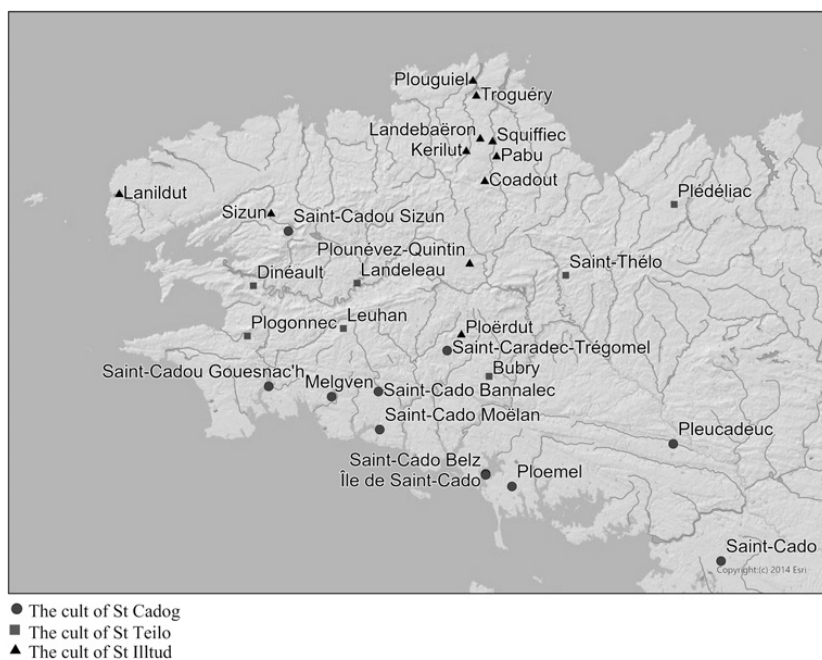 Plouguiel
Troguéry
Landebaëron
Squiffiec
Kerilut
Pabu
Coadout
Lanildut
Plédéliac
Sizun
Saint-Cadou Sizun
Plounévez-Quintin
Saint-Thélo
Landeleau
Dinéault
Leuhan
Ploërdut
Plogonnec
Saint-Caradec-Trégomel
Bubry
Saint-Cadou Gouesnac'h
Melgven
Saint-Cado Bannalec
Saint-Cado Moëlan
Pleucadeuc
Saint-Cado Belz
Île de Saint-Cado
Ploemel
Saint-Cado
Copyright:(c) 2014 Esri
The cult of St Cadog
The cult of St Teilo
The cult of St Illtud